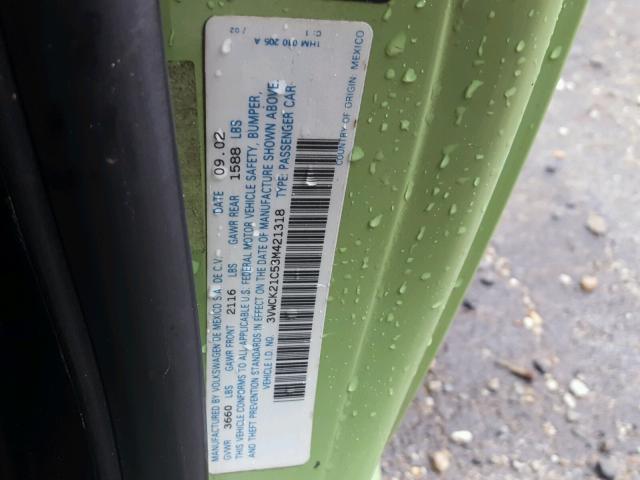 MANUFACTURED BY VOLKSWAGEN DE MEXICO S.A. DE C.V. DATE 09.02
GVWR 3660 LBS GAWR FRONT 2116 LBS GAWR REAR 1588 LBS
THIS VEHICLE CONFORMS TO ALL APPLICABLE U.S. FEDERAL MOTOR VEHICLE SAFETY, BUMPER,
AND THEFT PREVENTION STANDARDS IN EFFECT ON THE DATE OF MANUFACTURE SHOWN ABOVE.
VEHICLE I.D. NO. 3VWCK21C53M421318 TYPE: PASSENGER CAR
COUNTRY OF ORIGIN: MEXICO
/ 02 1HM 010 205 A C: 1